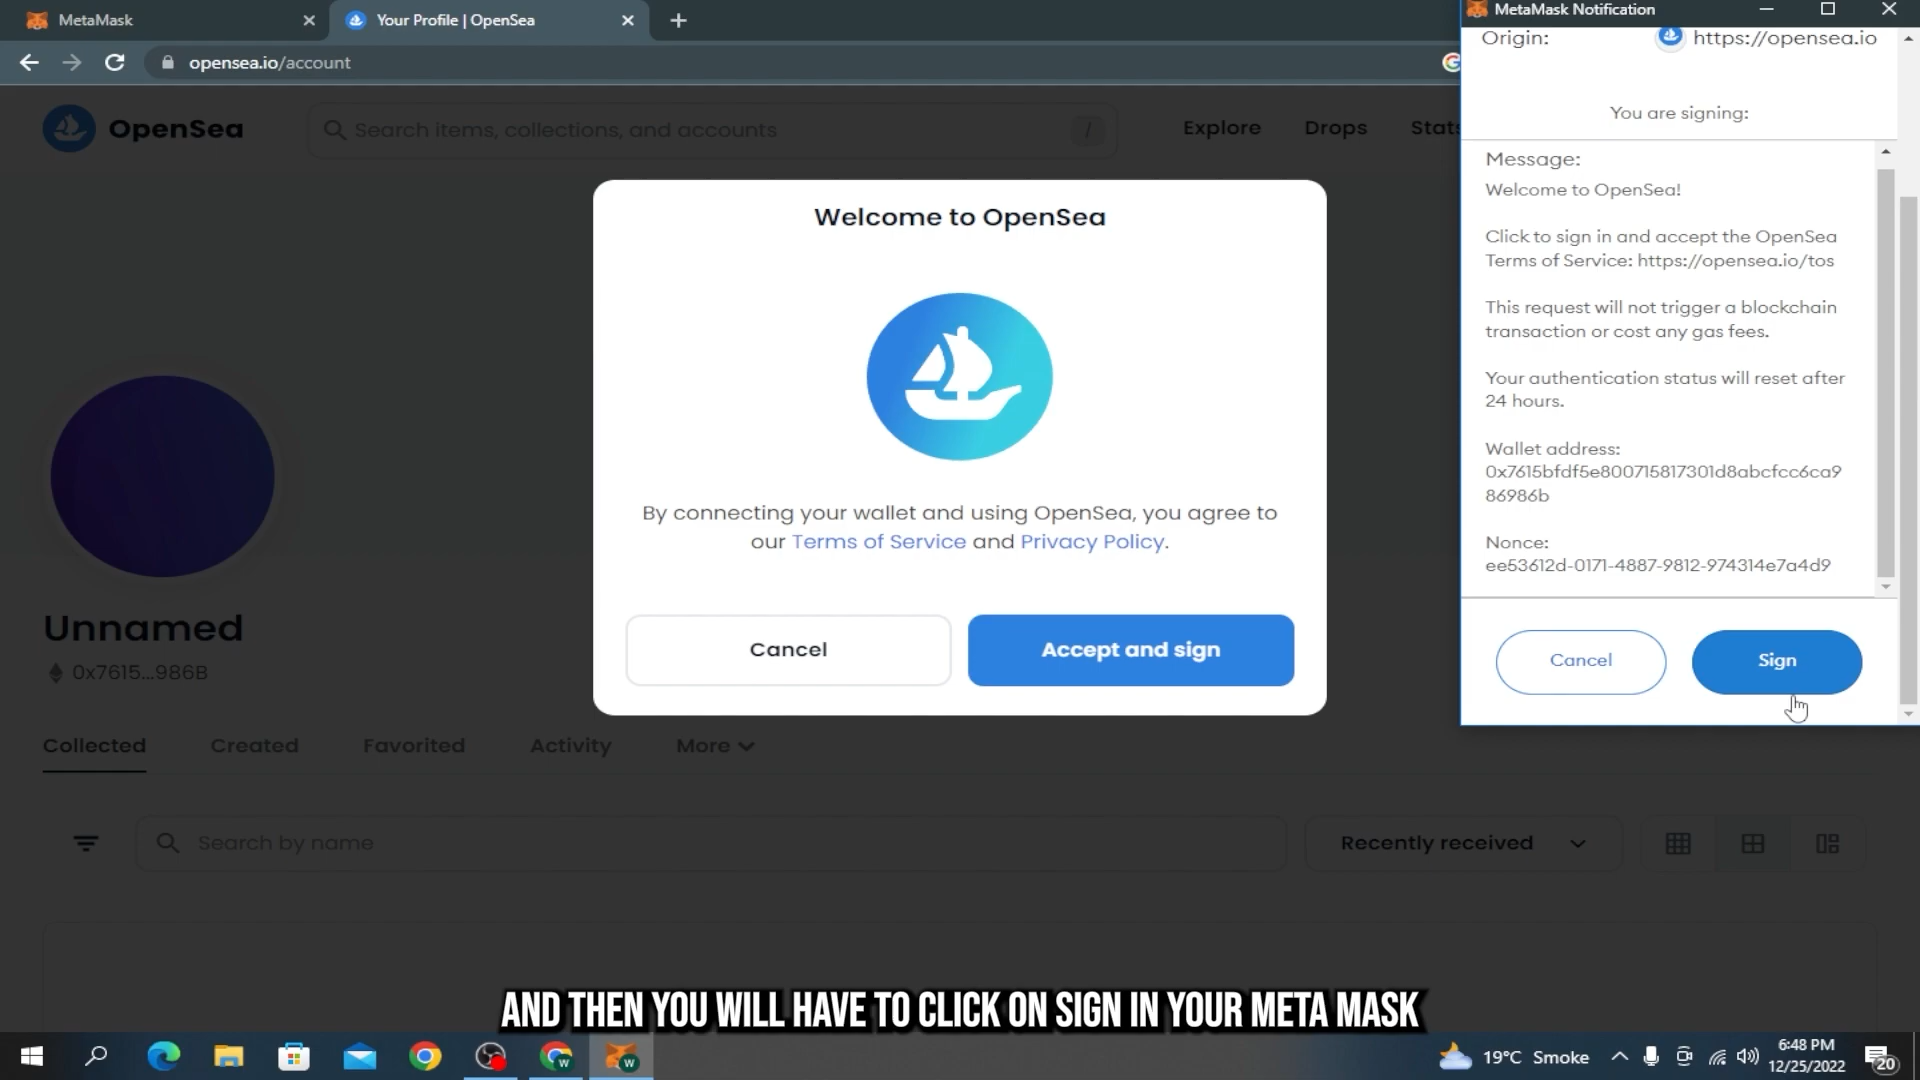 MetaMask
Your Profile | OpenSea
MetaMask Notification
opensea.io/account
Origin: https://opensea.io
OpenSea
Search items, collections, and accounts /
Explore
Drops
Stats
You are signing:
Message:
Welcome to OpenSea!
Click to sign in and accept the OpenSea
Terms of Service: https://opensea.io/tos
This request will not trigger a blockchain
transaction or cost any gas fees.
Your authentication status will reset after
24 hours.
Wallet address:
0x7615bfdf5e800715817301d8abcfcc6ca9
86986b
Nonce:
ee53612d-0171-4887-9812-974314e7a4d9
Cancel
Sign
Welcome to OpenSea
By connecting your wallet and using OpenSea, you agree to
our Terms of Service and Privacy Policy.
Cancel
Accept and sign
Unnamed
0x7615...986B
Collected
Created
Favorited
Activity
More
Search by name
Recently received
AND THEN YOU WILL HAVE TO CLICK ON SIGN IN YOUR META MASK
W
W
19°C Smoke
6:48 PM
12/25/2022
20